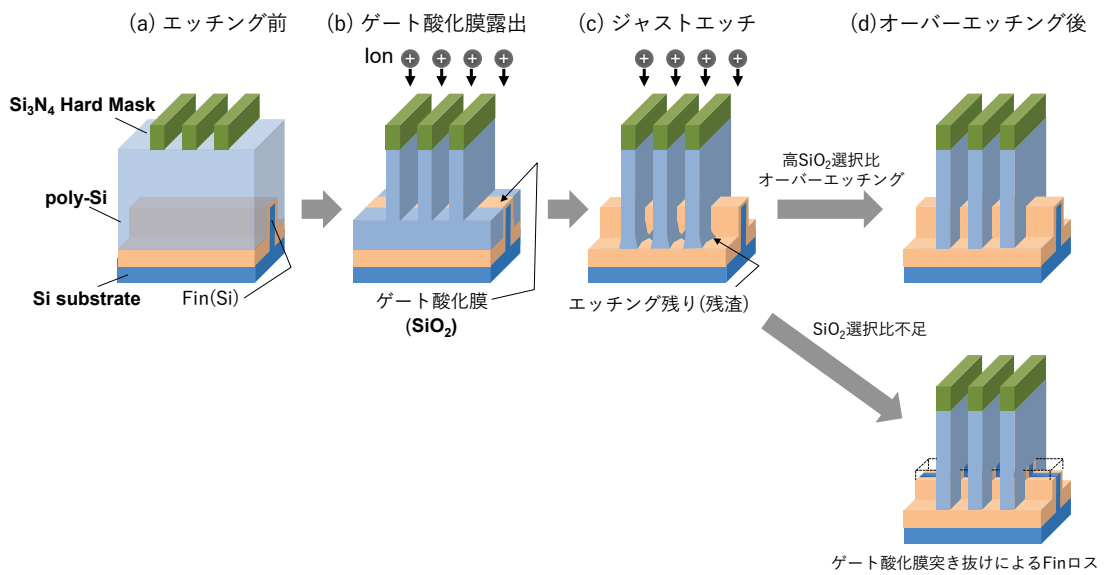 (a) エッチング前
(b) ゲート酸化膜露出
(c) ジャストエッチ
(d)オーバーエッチング後
Ion
+ + + +
+ + + +
Si₃N₄ Hard Mask
poly-Si
Si substrate
Fin(Si)
ゲート酸化膜
(SiO₂)
エッチング残り(残渣)
高SiO₂選択比
オーバーエッチング
SiO₂選択比不足
ゲート酸化膜突き抜けによるFinロス